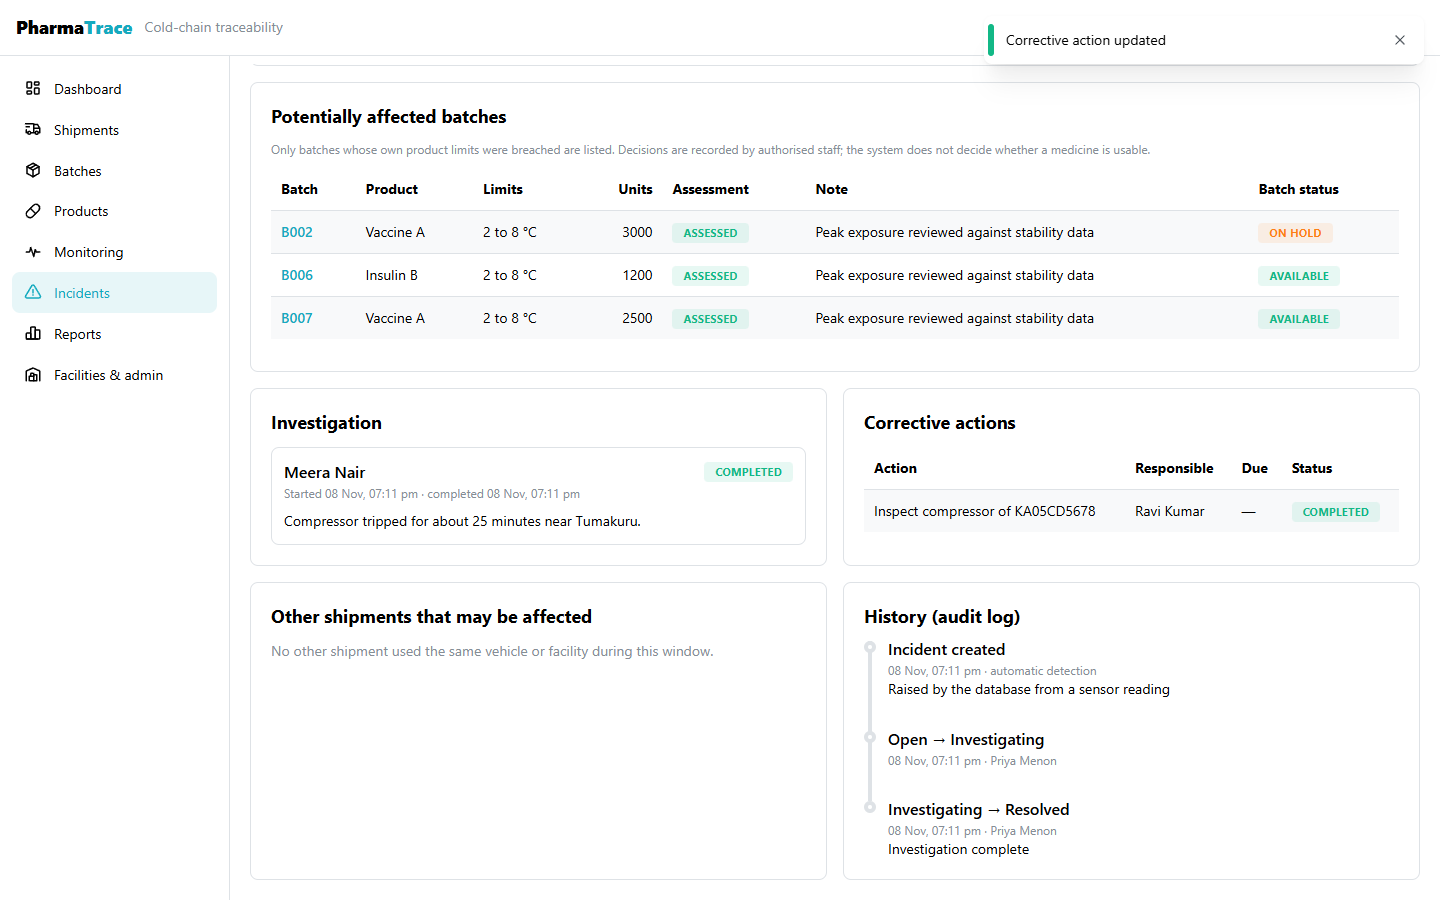 PharmaTrace Cold-chain traceability
Corrective action updated
Dashboard
Shipments
Batches
Products
Monitoring
Incidents
Reports
Facilities & admin
Potentially affected batches
Only batches whose own product limits were breached are listed. Decisions are recorded by authorised staff; the system does not decide whether a medicine is usable.
Batch Product Limits Units Assessment Note Batch status
B002 Vaccine A 2 to 8 °C 3000 ASSESSED Peak exposure reviewed against stability data ON HOLD
B006 Insulin B 2 to 8 °C 1200 ASSESSED Peak exposure reviewed against stability data AVAILABLE
B007 Vaccine A 2 to 8 °C 2500 ASSESSED Peak exposure reviewed against stability data AVAILABLE
Investigation
Meera Nair COMPLETED
Started 08 Nov, 07:11 pm · completed 08 Nov, 07:11 pm
Compressor tripped for about 25 minutes near Tumakuru.
Corrective actions
Action Responsible Due Status
Inspect compressor of KA05CD5678 Ravi Kumar — COMPLETED
Other shipments that may be affected
No other shipment used the same vehicle or facility during this window.
History (audit log)
Incident created
08 Nov, 07:11 pm · automatic detection
Raised by the database from a sensor reading
Open → Investigating
08 Nov, 07:11 pm · Priya Menon
Investigating → Resolved
08 Nov, 07:11 pm · Priya Menon
Investigation complete